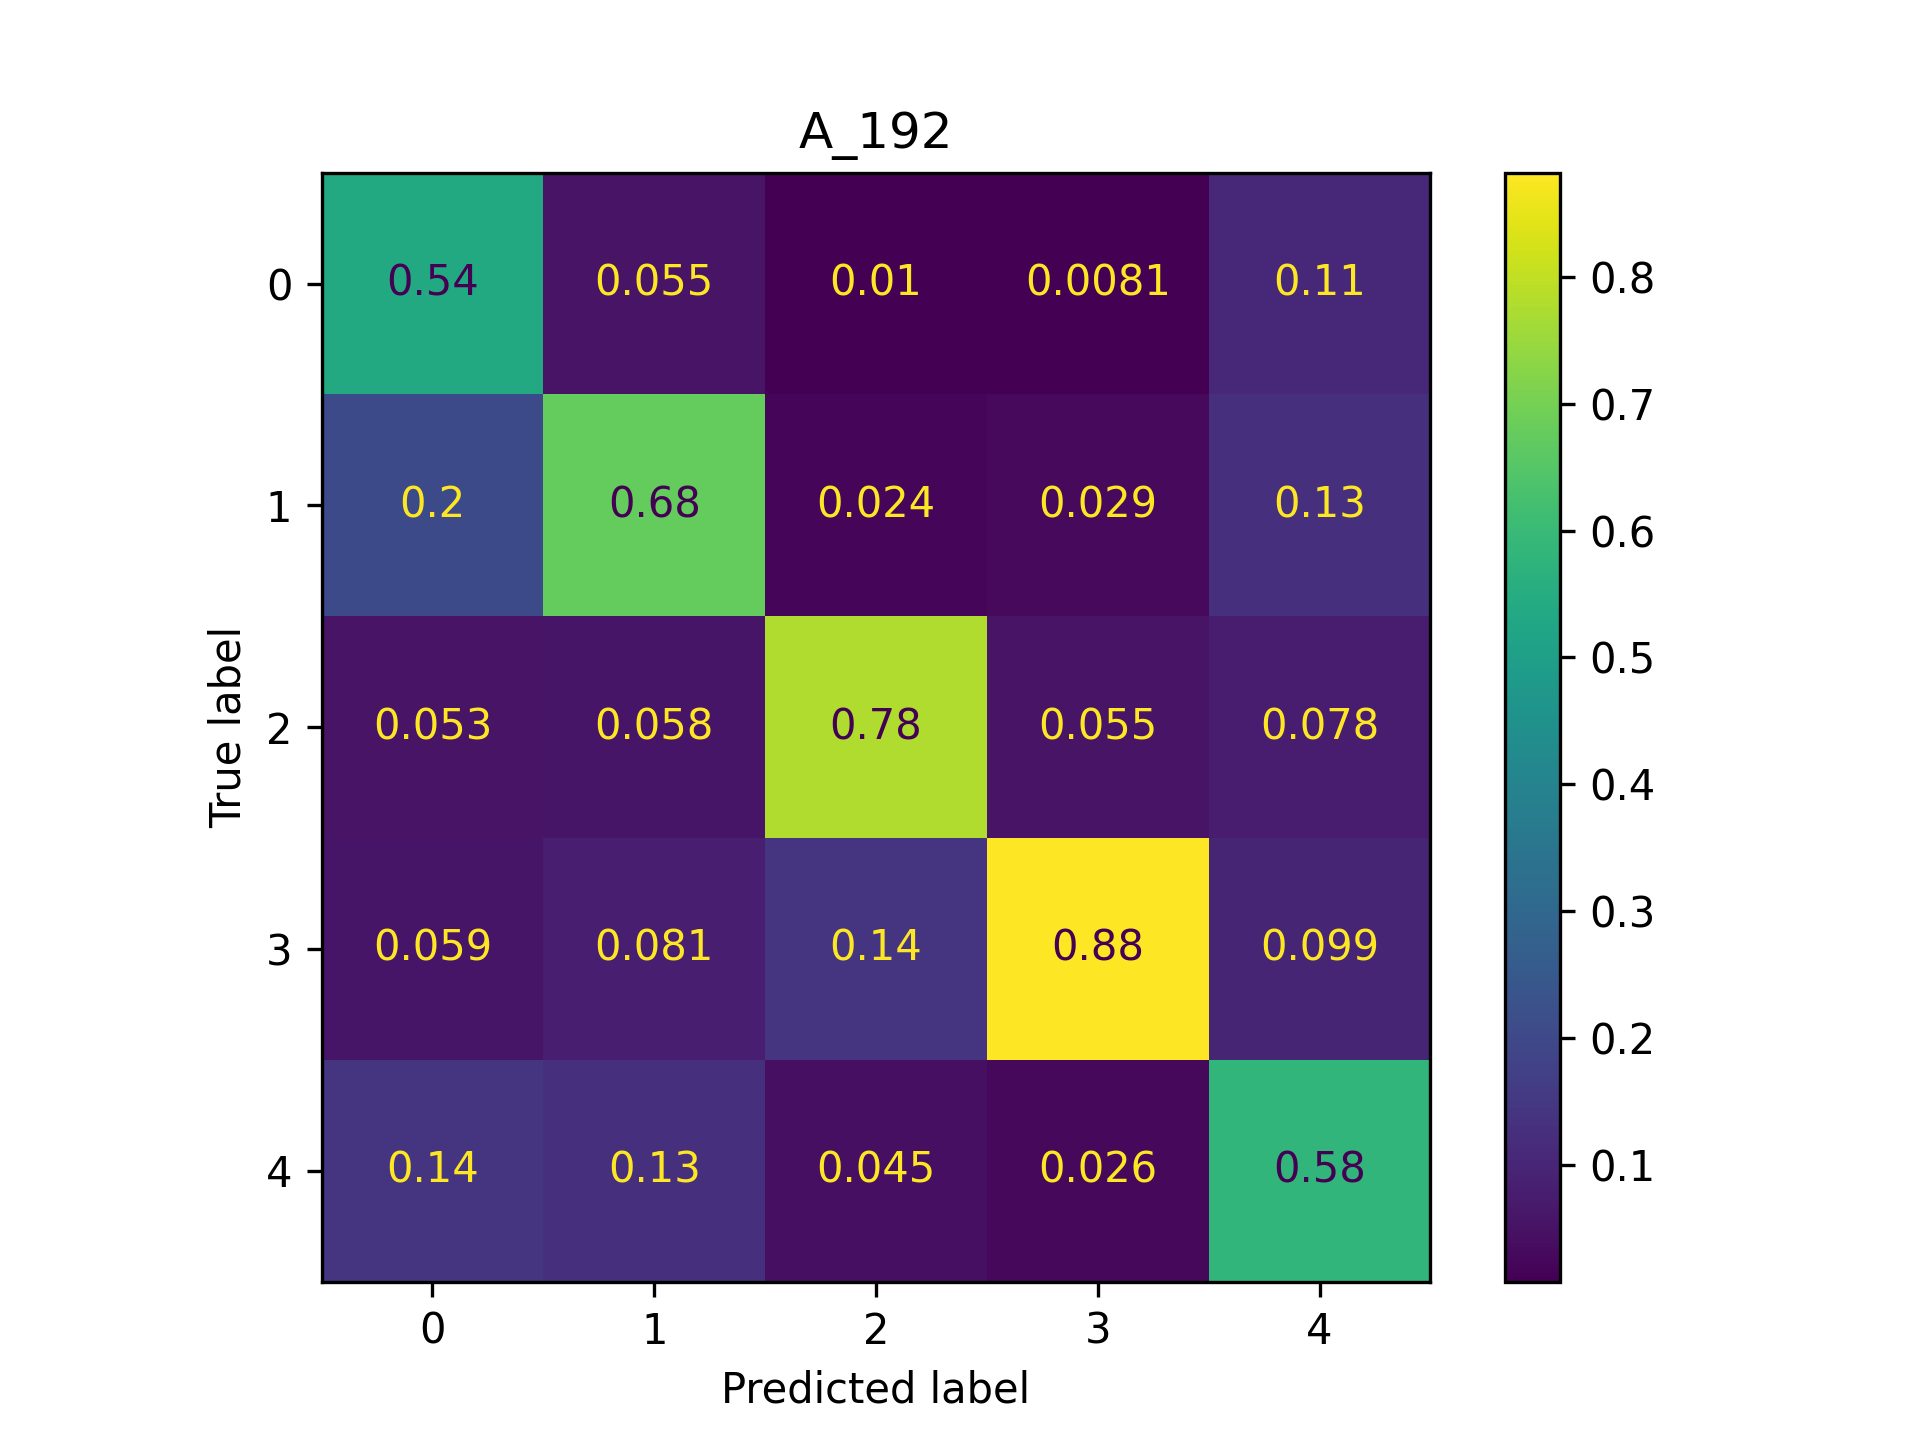 A_192
0 0.54 0.055 0.01 0.0081 0.11
1 0.2 0.68 0.024 0.029 0.13
2 0.053 0.058 0.78 0.055 0.078
3 0.059 0.081 0.14 0.88 0.099
4 0.14 0.13 0.045 0.026 0.58
0 1 2 3 4
True label
Predicted label
0.8
0.7
0.6
0.5
0.4
0.3
0.2
0.1